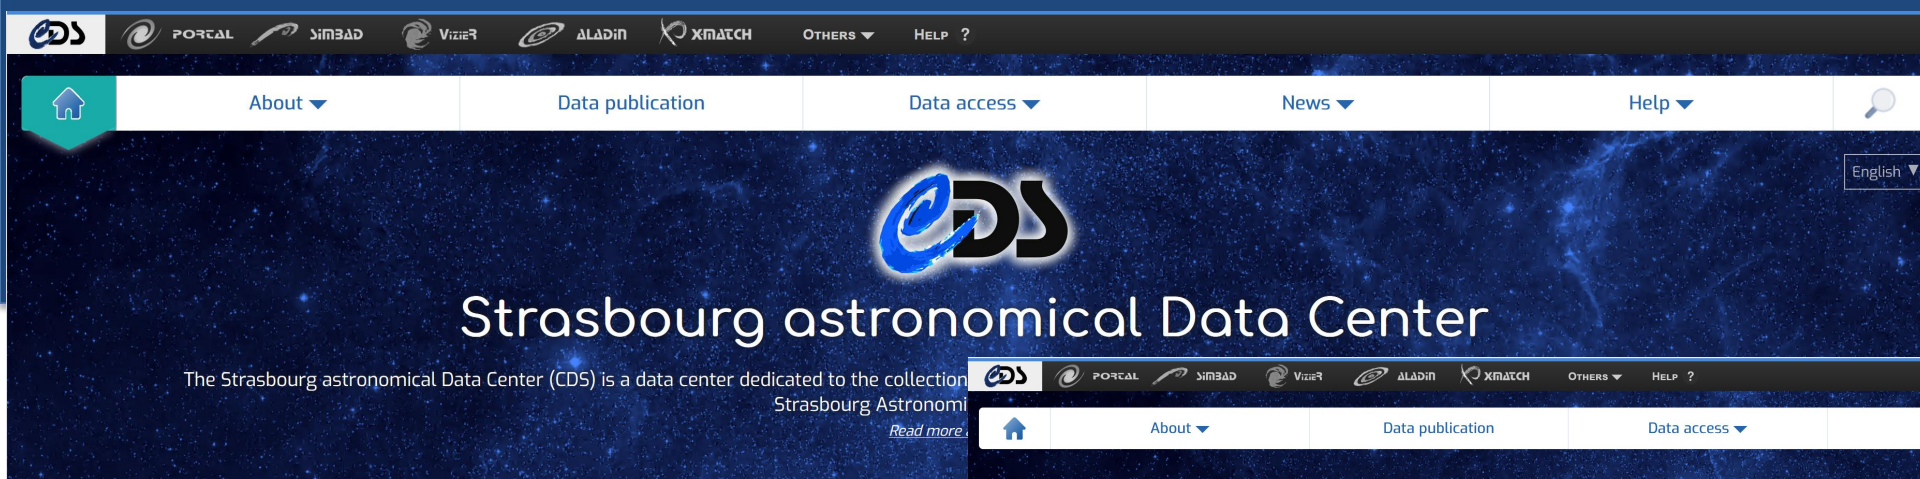 CDS PORTAL SIMBAD VIZIER ALADIN XMATCH OTHERS HELP ?
About Data publication Data access News Help
English
CDS
Strasbourg astronomical Data Center
The Strasbourg astronomical Data Center (CDS) is a data center dedicated to the collection
Strasbourg Astronomi
Read more
CDS PORTAL SIMBAD VIZIER ALADIN XMATCH OTHERS HELP ?
About Data publication Data access